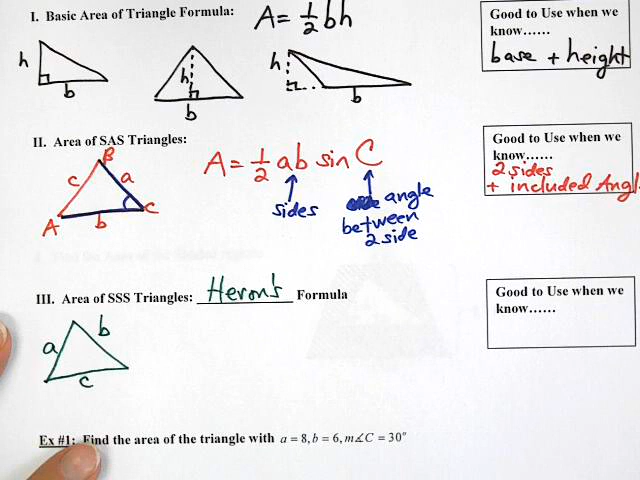 I. Basic Area of Triangle Formula: A = 1/2 bh
Good to Use when we
know......
base + height
h
b
h
b
h
b
II. Area of SAS Triangles:
A = 1/2 ab sin C
sides
angle
between
2 side
B
c
a
A
b
C
Good to Use when we
know......
2 sides
+ included Angl
III. Area of SSS Triangles: Heron's Formula
Good to Use when we
know......
a
b
c
Ex #1: Find the area of the triangle with a = 8, b = 6, m∡C = 30°